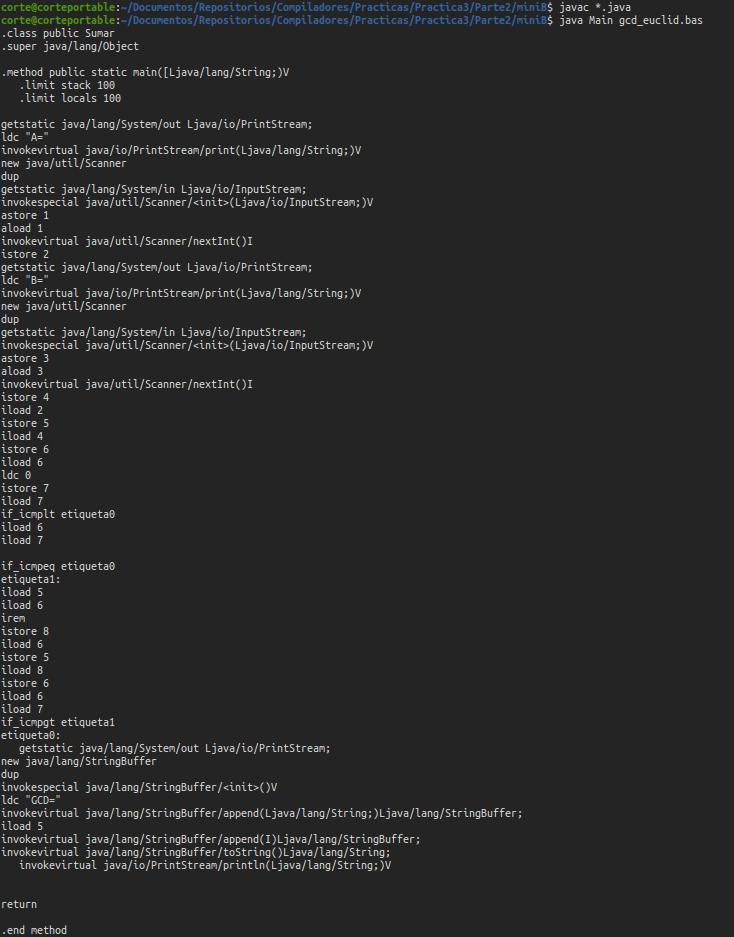 corte@corteportable:~/Documentos/Repositorios/Compiladores/Practicas/Practica3/Parte2/miniB$ javac *.java
corte@corteportable:~/Documentos/Repositorios/Compiladores/Practicas/Practica3/Parte2/miniB$ java Main gcd_euclid.bas
.class public Sumar
.super java/lang/Object
.method public static main([Ljava/lang/String;)V
.limit stack 100
.limit locals 100
getstatic java/lang/System/out Ljava/io/PrintStream;
ldc "A="
invokevirtual java/io/PrintStream/print(Ljava/lang/String;)V
new java/util/Scanner
dup
getstatic java/lang/System/in Ljava/io/InputStream;
invokespecial java/util/Scanner/<init>(Ljava/io/InputStream;)V
astore 1
aload 1
invokevirtual java/util/Scanner/nextInt()I
istore 2
getstatic java/lang/System/out Ljava/io/PrintStream;
ldc "B="
invokevirtual java/io/PrintStream/print(Ljava/lang/String;)V
new java/util/Scanner
dup
getstatic java/lang/System/in Ljava/io/InputStream;
invokespecial java/util/Scanner/<init>(Ljava/io/InputStream;)V
astore 3
aload 3
invokevirtual java/util/Scanner/nextInt()I
istore 4
iload 2
istore 5
iload 4
istore 6
iload 6
ldc 0
istore 7
iload 7
if_icmplt etiqueta0
iload 6
iload 7
if_icmpeq etiqueta0
etiqueta1:
iload 5
iload 6
irem
istore 8
iload 6
istore 5
iload 8
istore 6
iload 6
iload 7
if_icmpgt etiqueta1
etiqueta0:
getstatic java/lang/System/out Ljava/io/PrintStream;
new java/lang/StringBuffer
dup
invokespecial java/lang/StringBuffer/<init>()V
ldc "GCD="
invokevirtual java/lang/StringBuffer/append(Ljava/lang/String;)Ljava/lang/StringBuffer;
iload 5
invokevirtual java/lang/StringBuffer/append(I)Ljava/lang/StringBuffer;
invokevirtual java/lang/StringBuffer/toString()Ljava/lang/String;
invokevirtual java/io/PrintStream/println(Ljava/lang/String;)V
return
.end method